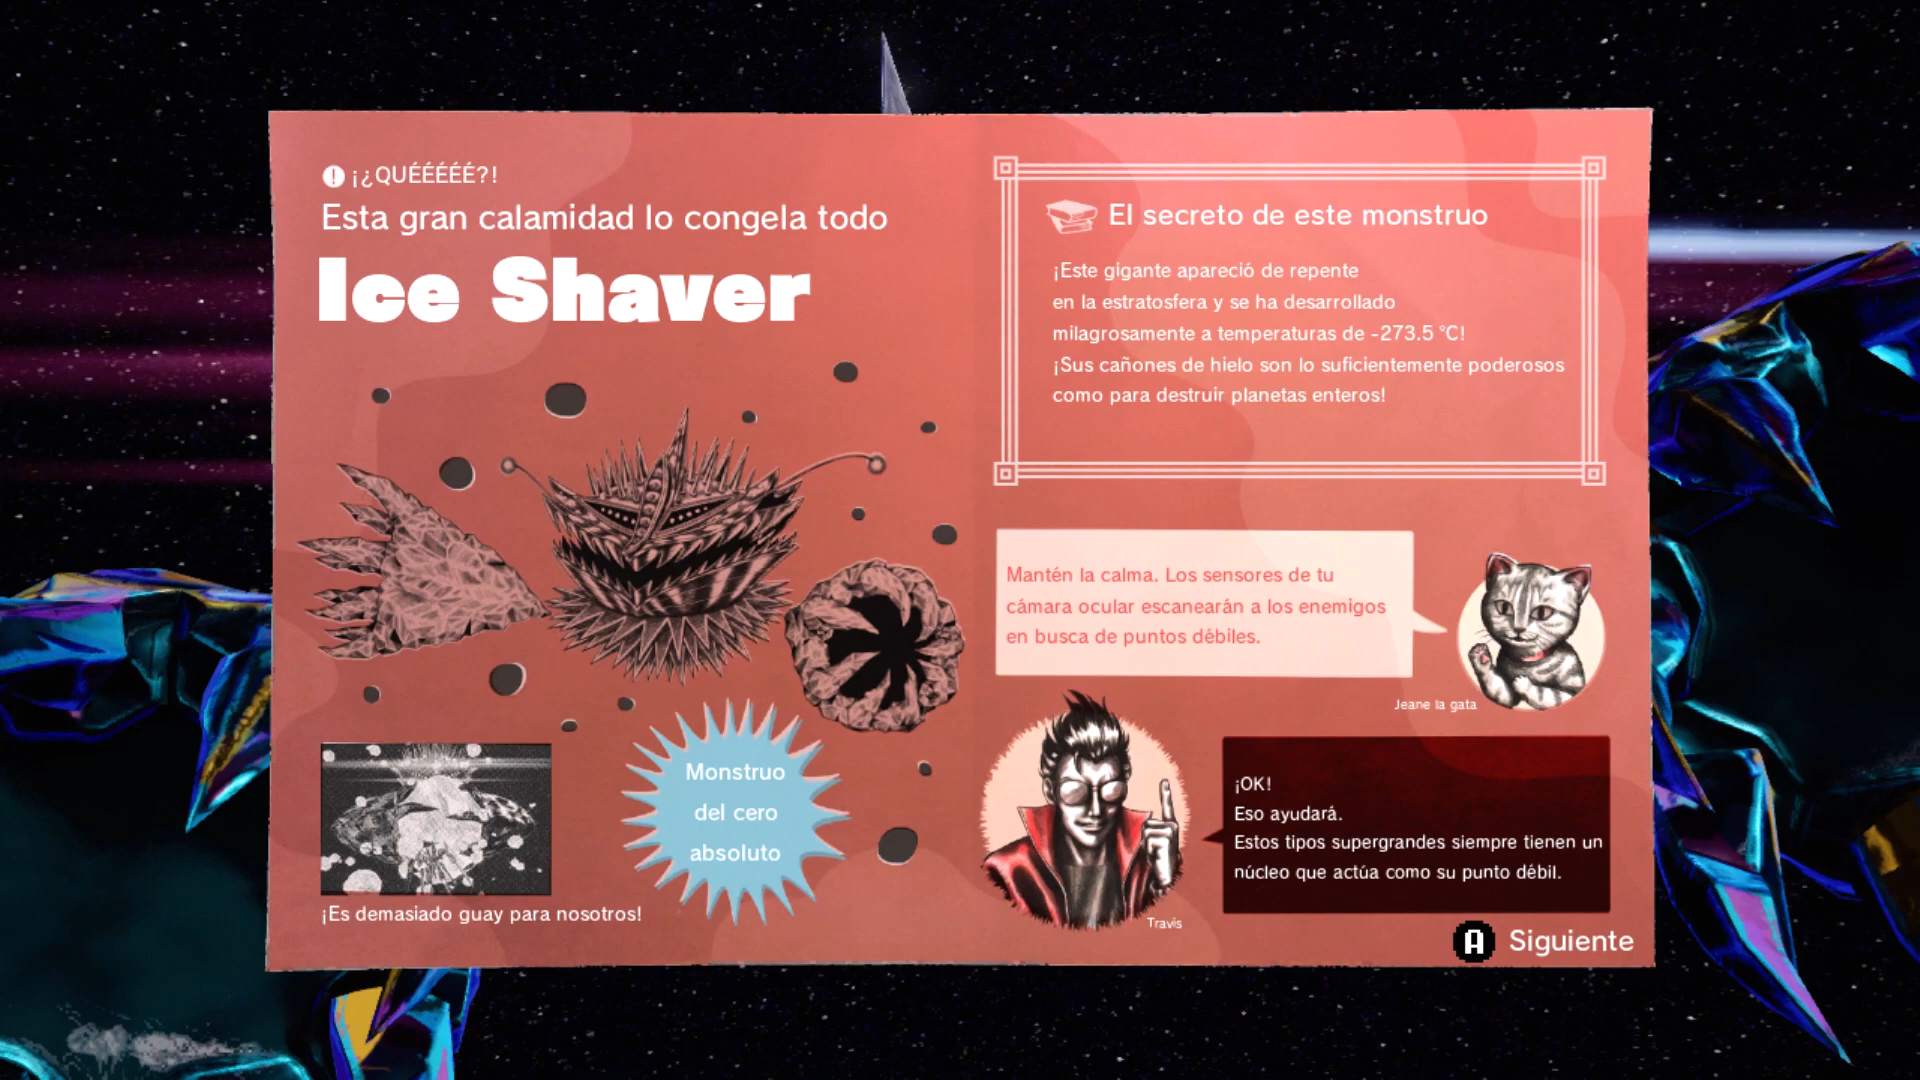 ¡¿QUÉÉÉÉÉ?!
Esta gran calamidad lo congela todo
Ice Shaver
El secreto de este monstruo
¡Este gigante apareció de repente
en la estratosfera y se ha desarrollado
milagrosamente a temperaturas de -273.5 °C!
¡Sus cañones de hielo son lo suficientemente poderosos
como para destruir planetas enteros!
Mantén la calma. Los sensores de tu
cámara ocular escanearán a los enemigos
en busca de puntos débiles.
Jeane la gata
Monstruo
del cero
absoluto
¡Es demasiado guay para nosotros!
¡OK!
Eso ayudará.
Estos tipos supergrandes siempre tienen un
núcleo que actúa como su punto débil.
Travis
A Siguiente